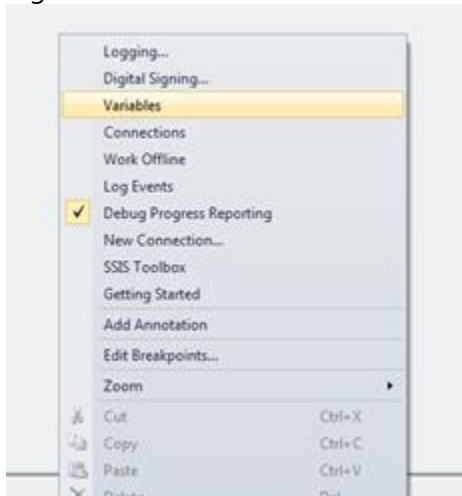 Logging...
Digital Signing...
Variables
Connections
Work Offline
Log Events
Debug Progress Reporting
New Connection...
SSIS Toolbox
Getting Started
Add Annotation
Edit Breakpoints...
Zoom
Cut Ctrl+X
Copy Ctrl+C
Paste Ctrl+V